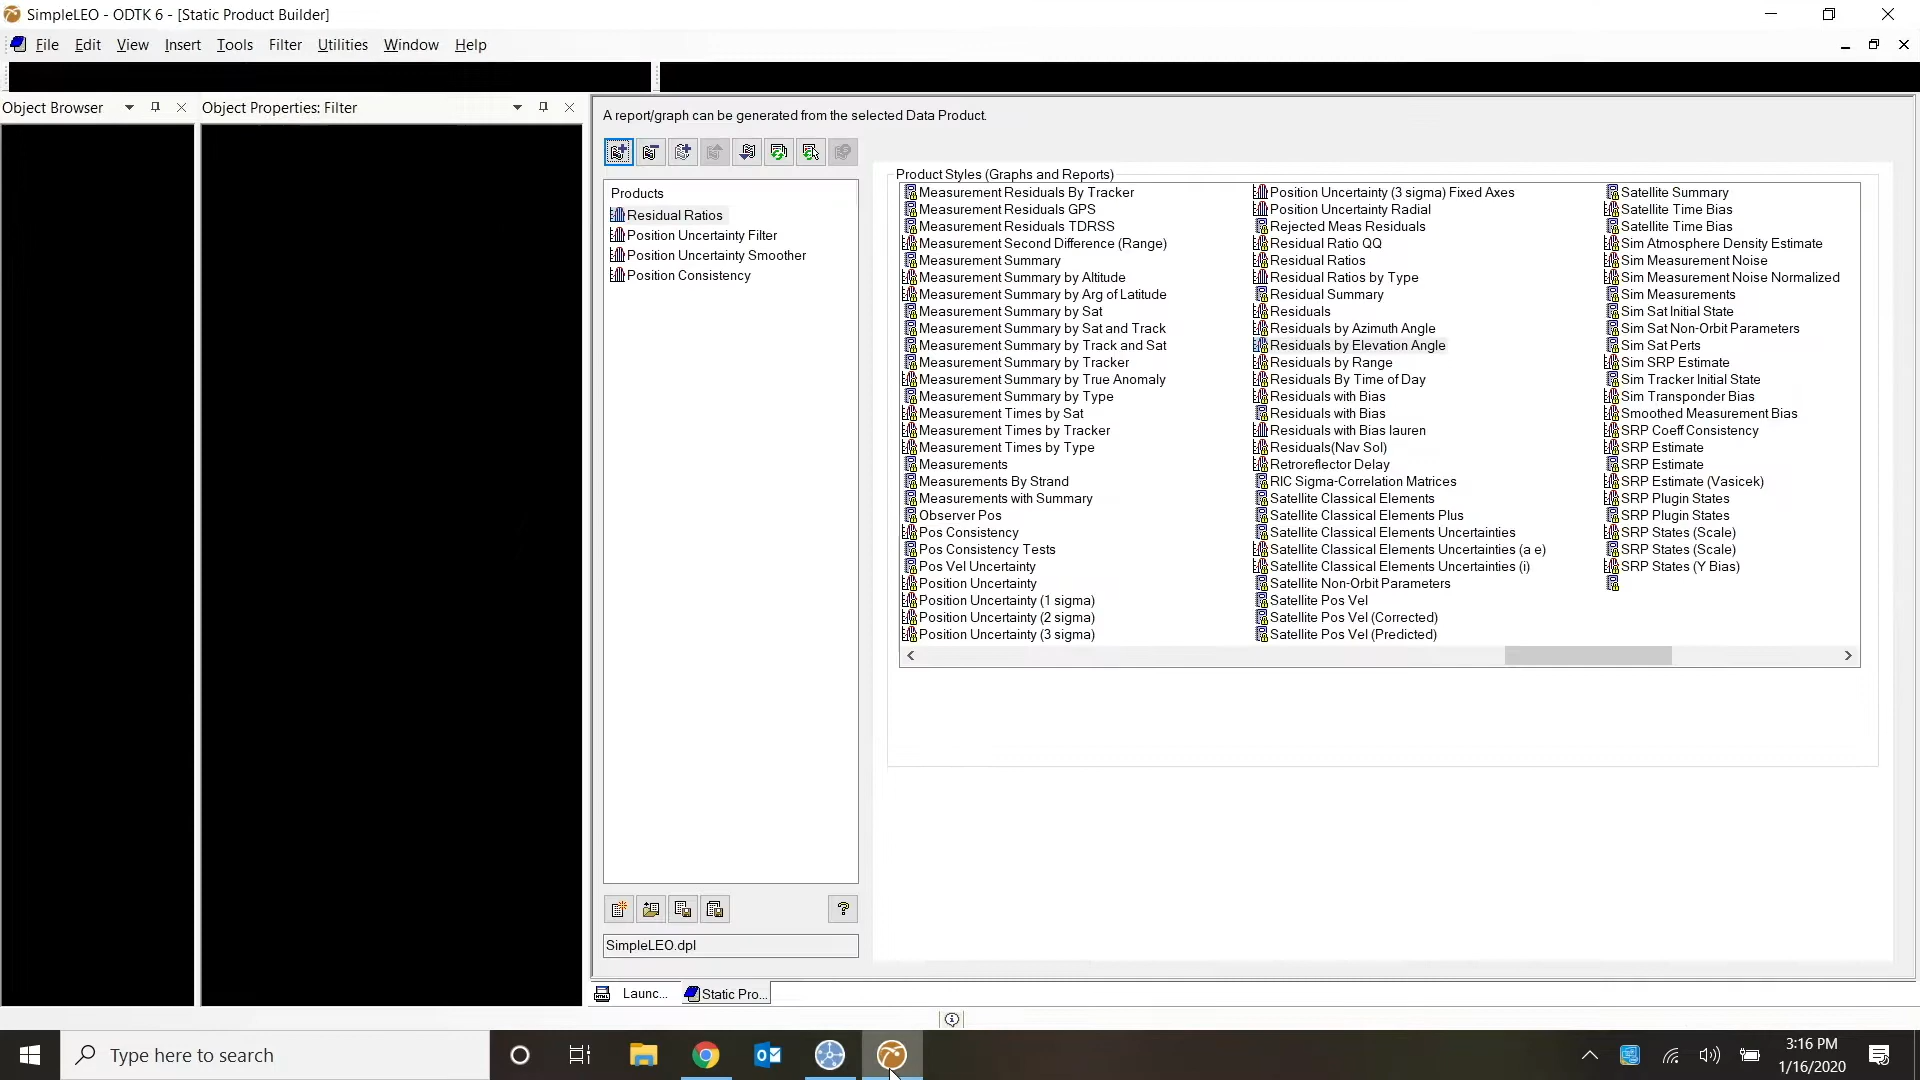 SimpleLEO - ODTK 6 - [Static Product Builder]
File Edit View Insert Tools Filter Utilities Window Help
Object Browser
Object Properties: Filter
A report/graph can be generated from the selected Data Product.
Products
Residual Ratios
Position Uncertainty Filter
Position Uncertainty Smoother
Position Consistency
SimpleLEO.dpl
Product Styles (Graphs and Reports)
Measurement Residuals By Tracker
Measurement Residuals GPS
Measurement Residuals TDRSS
Measurement Second Difference (Range)
Measurement Summary
Measurement Summary by Altitude
Measurement Summary by Arg of Latitude
Measurement Summary by Sat
Measurement Summary by Sat and Track
Measurement Summary by Track and Sat
Measurement Summary by Tracker
Measurement Summary by True Anomaly
Measurement Summary by Type
Measurement Times by Sat
Measurement Times by Tracker
Measurement Times by Type
Measurements
Measurements By Strand
Measurements with Summary
Observer Pos
Pos Consistency
Pos Consistency Tests
Pos Vel Uncertainty
Position Uncertainty
Position Uncertainty (1 sigma)
Position Uncertainty (2 sigma)
Position Uncertainty (3 sigma)
Position Uncertainty (3 sigma) Fixed Axes
Position Uncertainty Radial
Rejected Meas Residuals
Residual Ratio QQ
Residual Ratios
Residual Ratios by Type
Residual Summary
Residuals
Residuals by Azimuth Angle
Residuals by Elevation Angle
Residuals by Range
Residuals By Time of Day
Residuals with Bias
Residuals with Bias
Residuals with Bias lauren
Residuals(Nav Sol)
Retroreflector Delay
RIC Sigma-Correlation Matrices
Satellite Classical Elements
Satellite Classical Elements Plus
Satellite Classical Elements Uncertainties
Satellite Classical Elements Uncertainties (a e)
Satellite Classical Elements Uncertainties (i)
Satellite Non-Orbit Parameters
Satellite Pos Vel
Satellite Pos Vel (Corrected)
Satellite Pos Vel (Predicted)
Satellite Summary
Satellite Time Bias
Satellite Time Bias
Sim Atmosphere Density Estimate
Sim Measurement Noise
Sim Measurement Noise Normalized
Sim Measurements
Sim Sat Initial State
Sim Sat Non-Orbit Parameters
Sim Sat Perts
Sim SRP Estimate
Sim Tracker Initial State
Sim Transponder Bias
Smoothed Measurement Bias
SRP Coeff Consistency
SRP Estimate
SRP Estimate
SRP Estimate (Vasicek)
SRP Plugin States
SRP Plugin States
SRP States (Scale)
SRP States (Scale)
SRP States (Y Bias)
Launc... Static Pro...
Type here to search
3:16 PM
1/16/2020